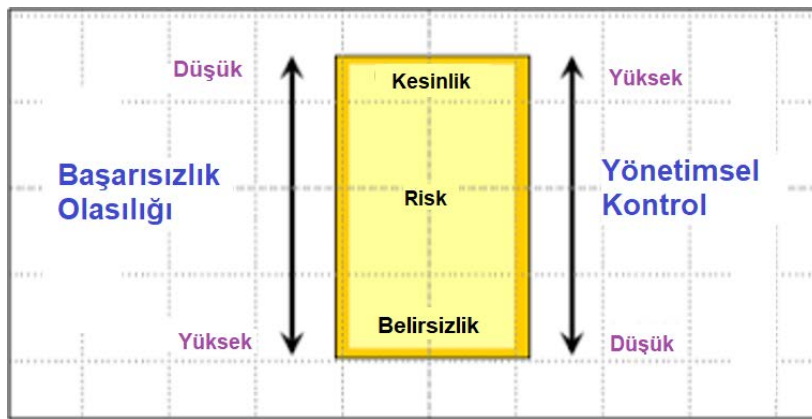 Düşük
Kesinlik
Yüksek
Başarısızlık
Olasılığı
Risk
Yönetimsel
Kontrol
Yüksek
Belirsizlik
Düşük